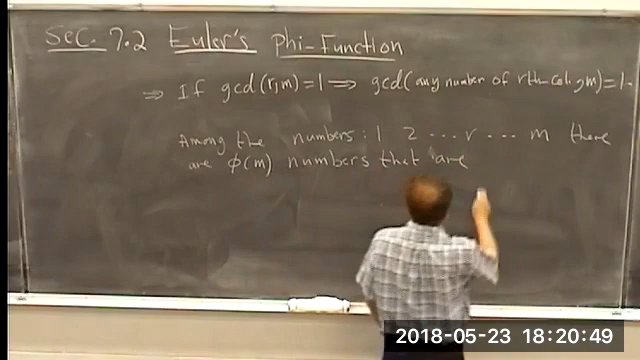 Sec. 7.2 Euler's Phi-Function
⇒ If gcd(r,m)=1 ⟹ gcd(any number of rth col., m)=1.
Among the numbers: 1 2 ... r ... m there
are φ(m) numbers that are
2018-05-23 18:20:49